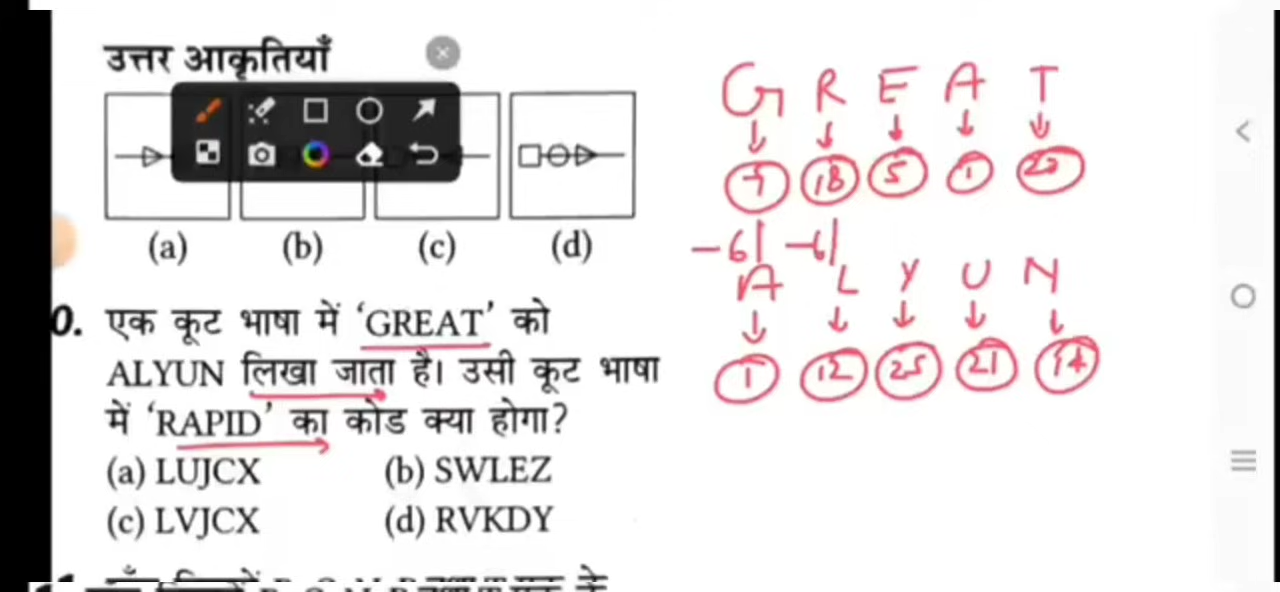 उत्तर आकृतियाँ
(a) (b) (c) (d)
0. एक कूट भाषा में ‘GREAT’ को
ALYUN लिखा जाता है। उसी कूट भाषा
में ‘RAPID’ का कोड क्या होगा?
(a) LUJCX (b) SWLEZ
(c) LVJCX (d) RVKDY
G R E A T
7 18 5 1 20
-6 -6
A L Y U N
1 12 25 21 14